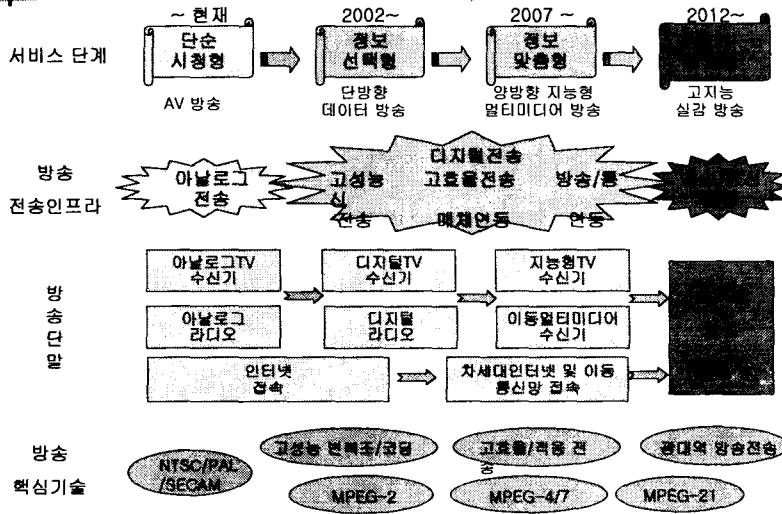 ~ 현재
2002~
2007 ~
2012~
서비스 단계
단순
시청형
정보
선택형
정보
맞춤형
AV 방송
단방향
데이터 방송
양방향 지능형
멀티미디어 방송
고지능
실감 방송
방송
전송인프라
아날로그
전송
디지털전송
고성능 고효율전송 방송/통
신
전송 매체연동 연동
방
송
단
말
아날로그TV
수신기
디지털TV
수신기
지능형TV
수신기
아날로그
라디오
디지털
라디오
이동멀티미디어
수신기
인터넷
접속
차세대인터넷 및 이동
통신망 접속
방송
핵심기술
NTSC/PAL
/SECAM
고성능 변복조/코딩
고효율/적응 전
송
광대역 방송전송
MPEG-2
MPEG-4/7
MPEG-21